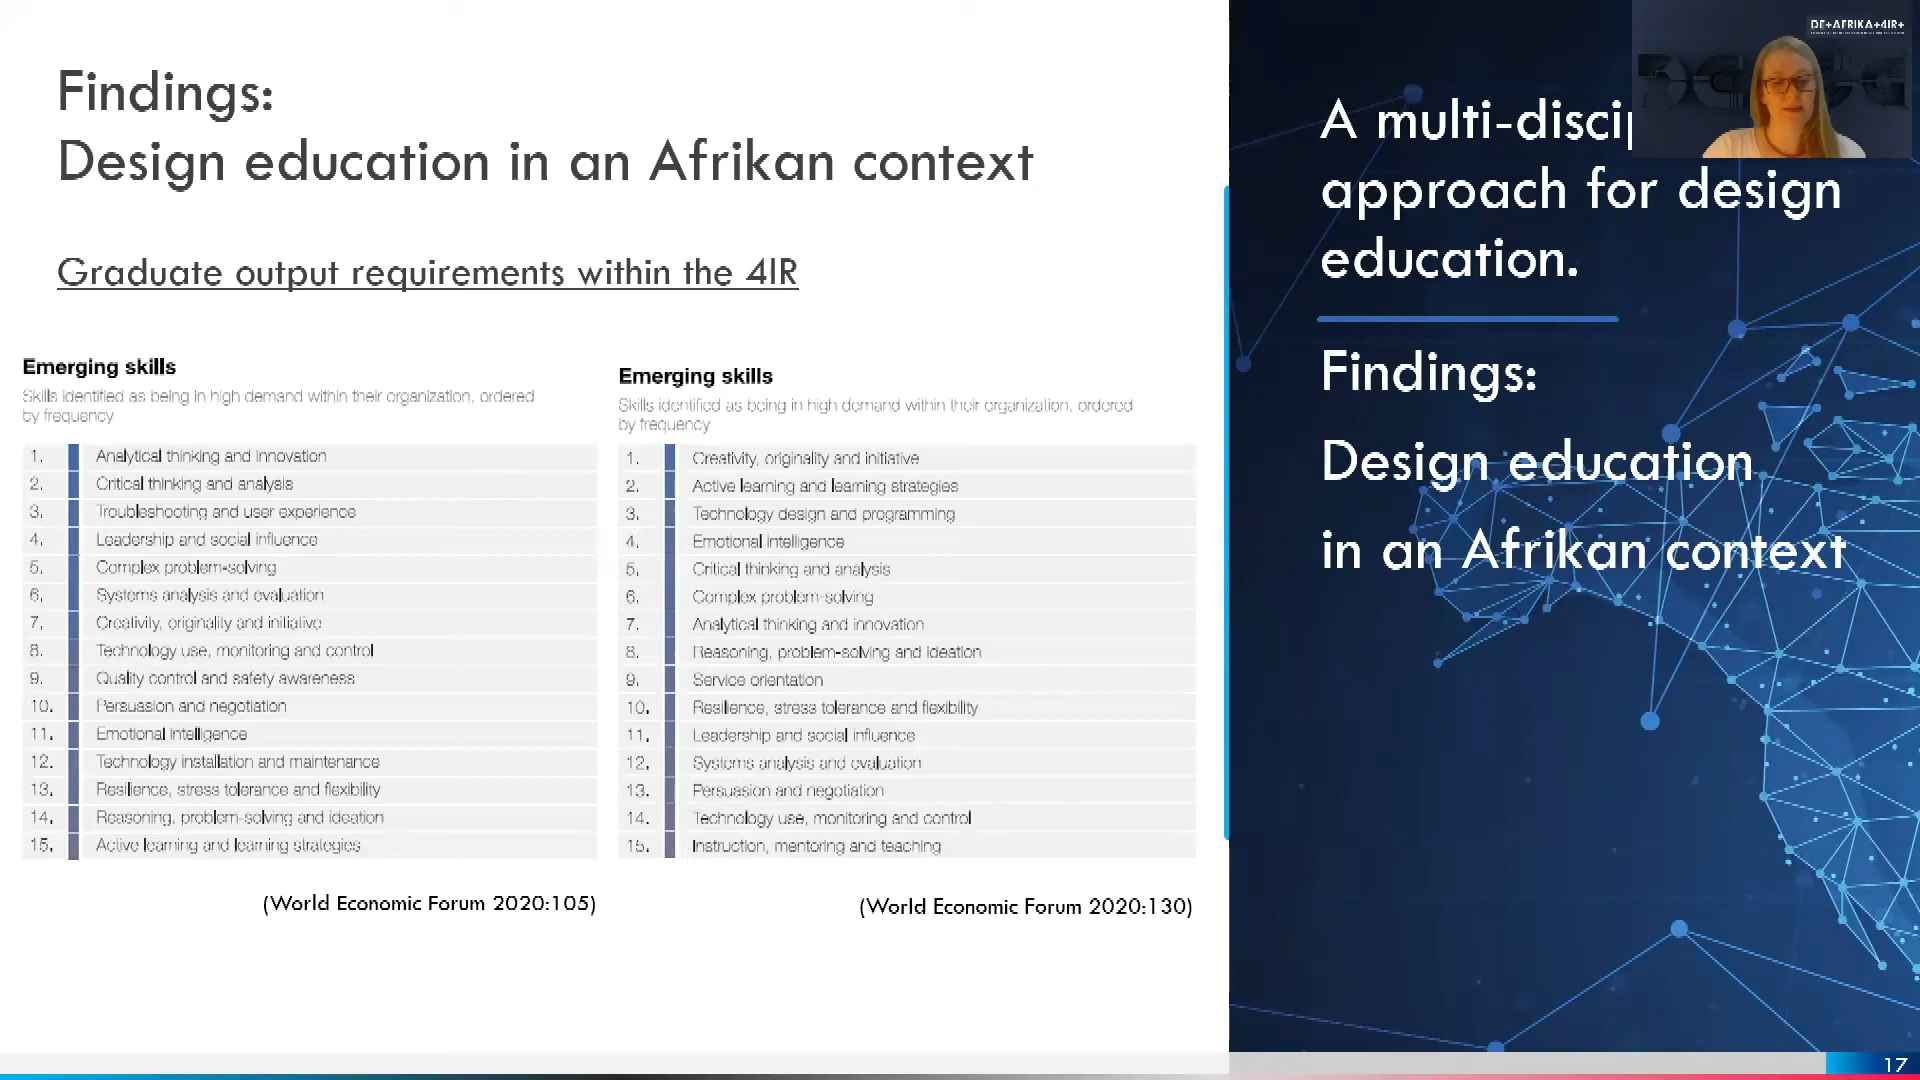 Findings:
Design education in an Afrikan context
Graduate output requirements within the 4IR
Emerging skills
Skills identified as being in high demand within their organization, ordered
by frequency
1. Analytical thinking and innovation
2. Critical thinking and analysis
3. Troubleshooting and user experience
4. Leadership and social influence
5. Complex problem-solving
6. Systems analysis and evaluation
7. Creativity, originality and initiative
8. Technology use, monitoring and control
9. Quality control and safety awareness
10. Persuasion and negotiation
11. Emotional intelligence
12. Technology installation and maintenance
13. Resilience, stress tolerance and flexibility
14. Reasoning, problem-solving and ideation
15. Active learning and learning strategies
(World Economic Forum 2020:105)
Emerging skills
Skills identified as being in high demand within their organization, ordered
by frequency
1. Creativity, originality and initiative
2. Active learning and learning strategies
3. Technology design and programming
4. Emotional intelligence
5. Critical thinking and analysis
6. Complex problem-solving
7. Analytical thinking and innovation
8. Reasoning, problem-solving and ideation
9. Service orientation
10. Resilience, stress tolerance and flexibility
11. Leadership and social influence
12. Systems analysis and evaluation
13. Persuasion and negotiation
14. Technology use, monitoring and control
15. Instruction, mentoring and teaching
(World Economic Forum 2020:130)
DE+AFRIKA+4IR+
A multi-discip
approach for design
education.
Findings:
Design education
in an Afrikan context
17